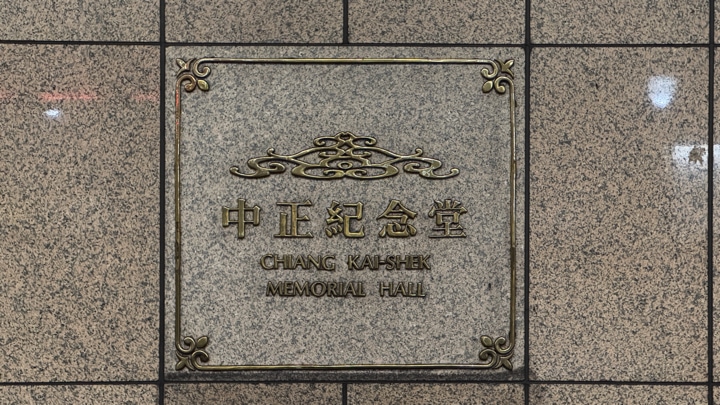 中正紀念堂
CHIANG KAI-SHEK
MEMORIAL HALL